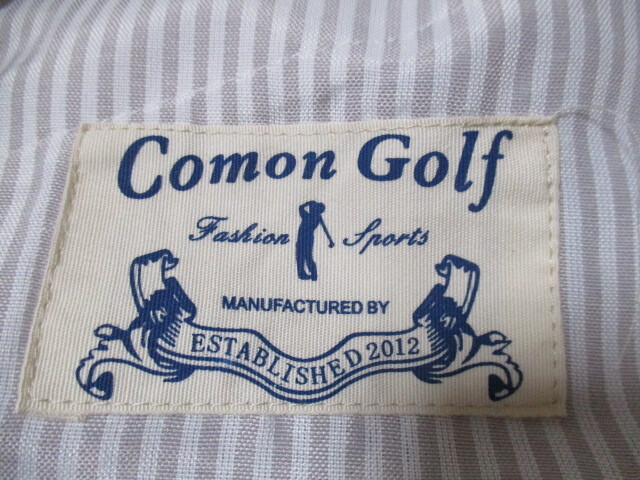 Comon Golf
Fashion Sports
MANUFACTURED BY
ESTABLISHED 2012